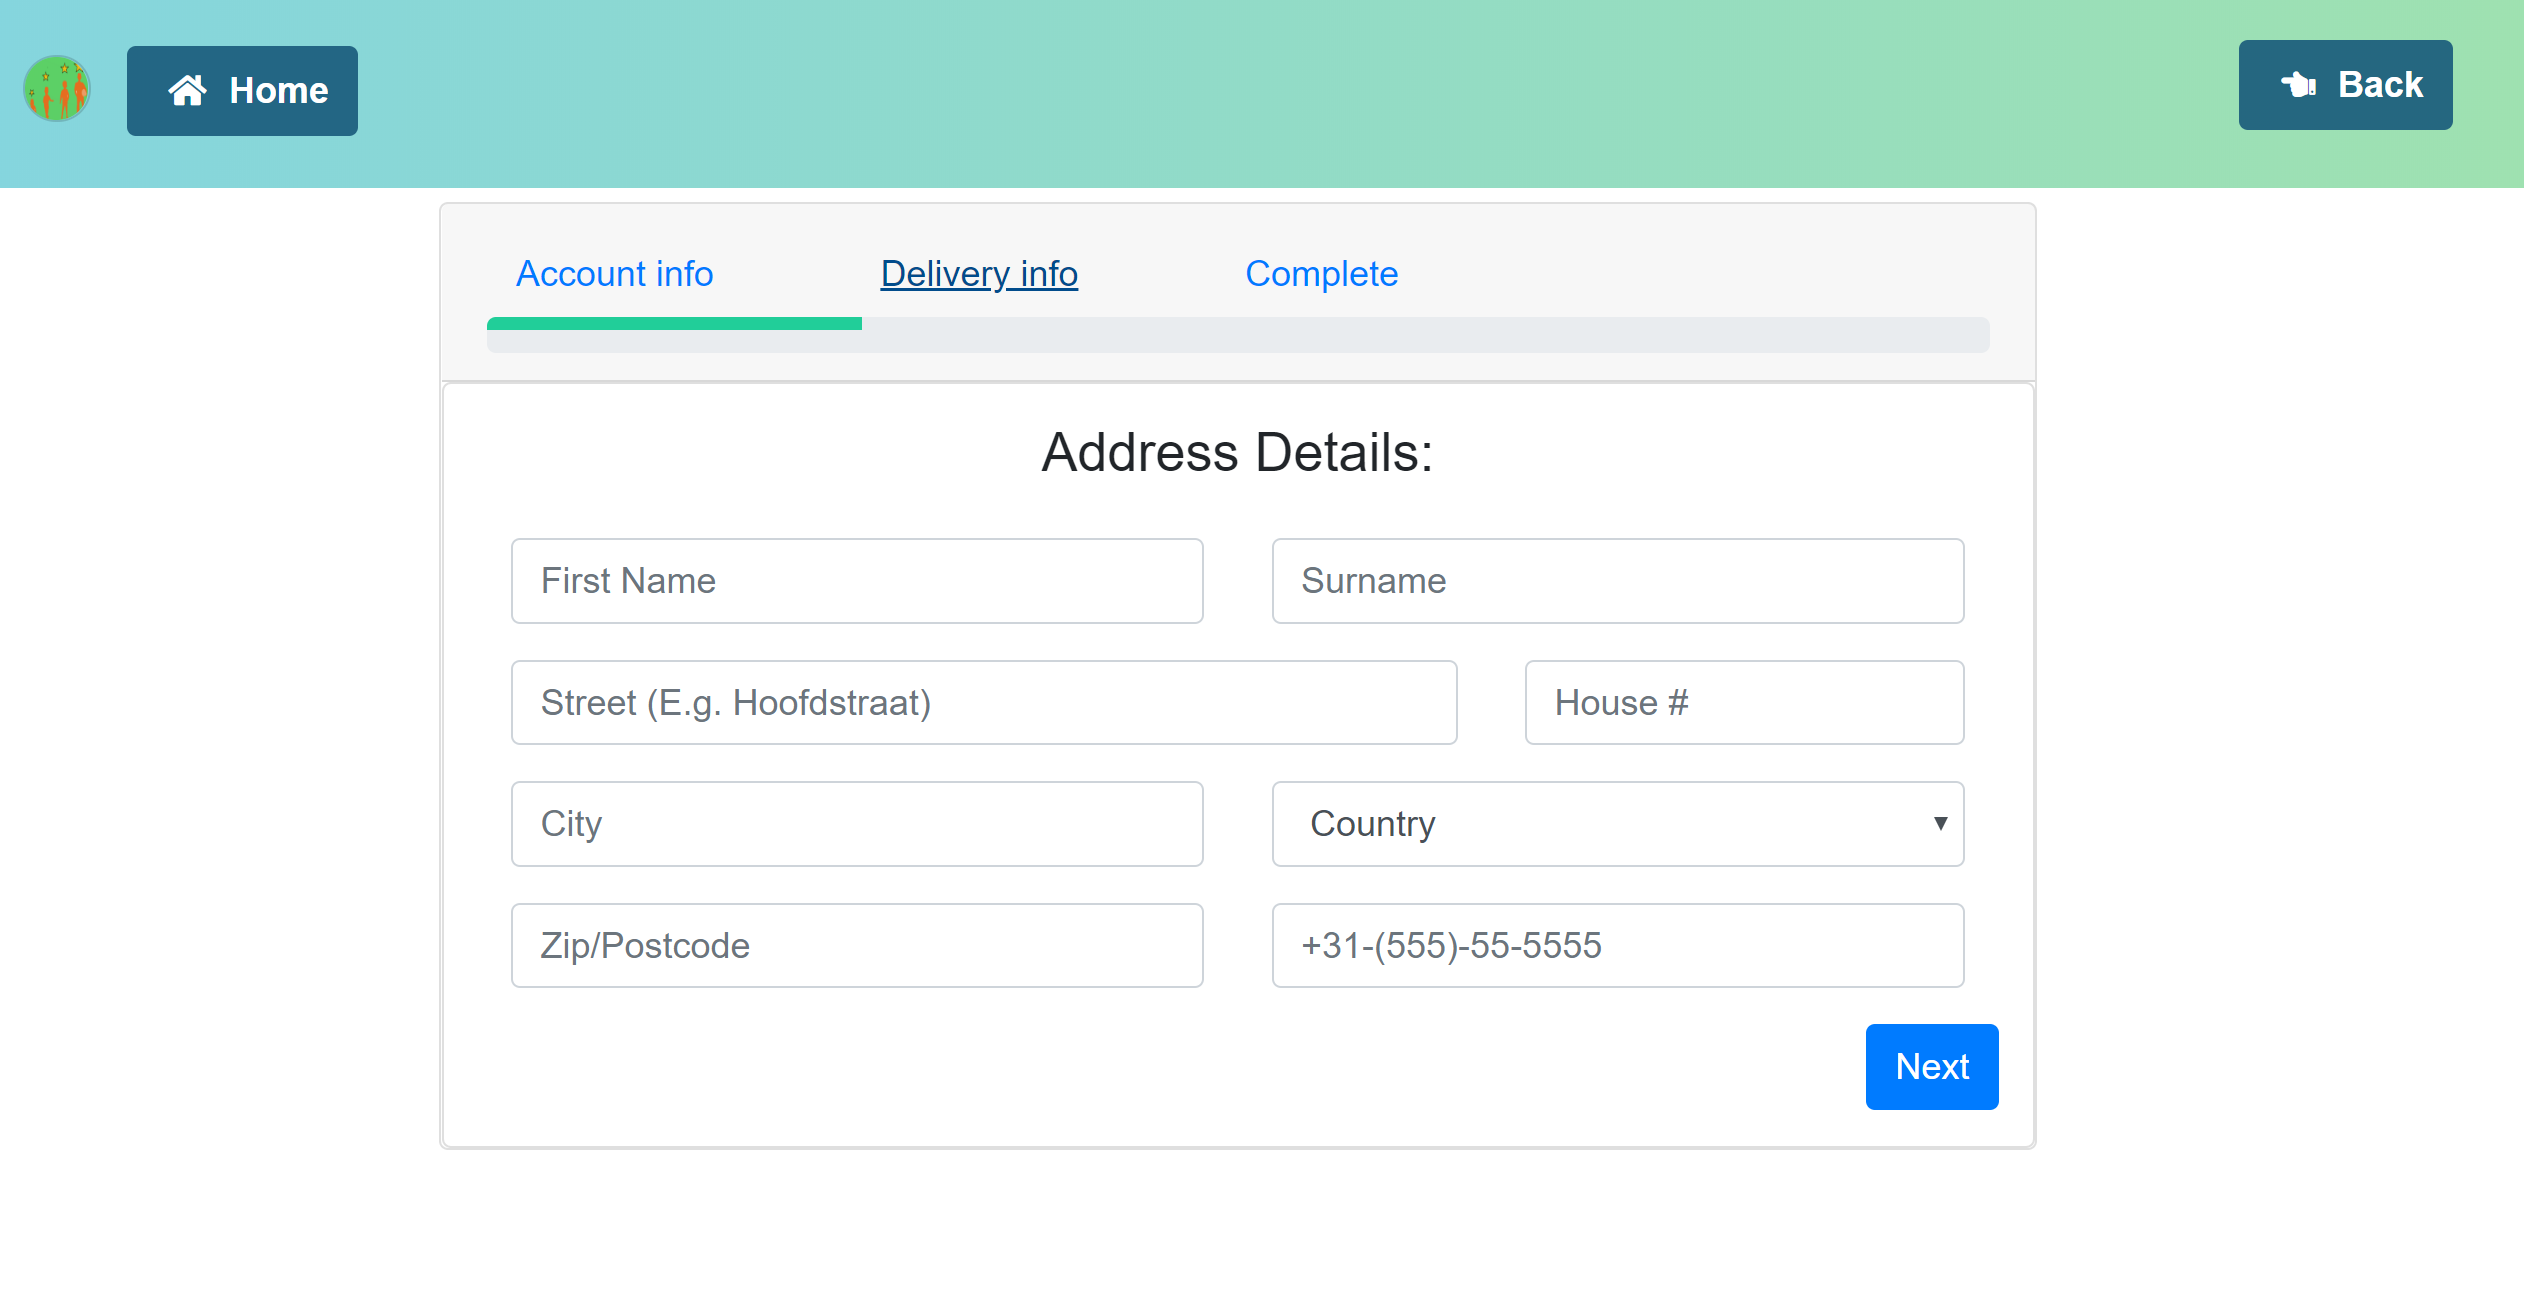 Home
Back
Account info Delivery info Complete
Address Details:
First Name Surname
Street (E.g. Hoofdstraat) House #
City Country
Zip/Postcode +31-(555)-55-5555
Next